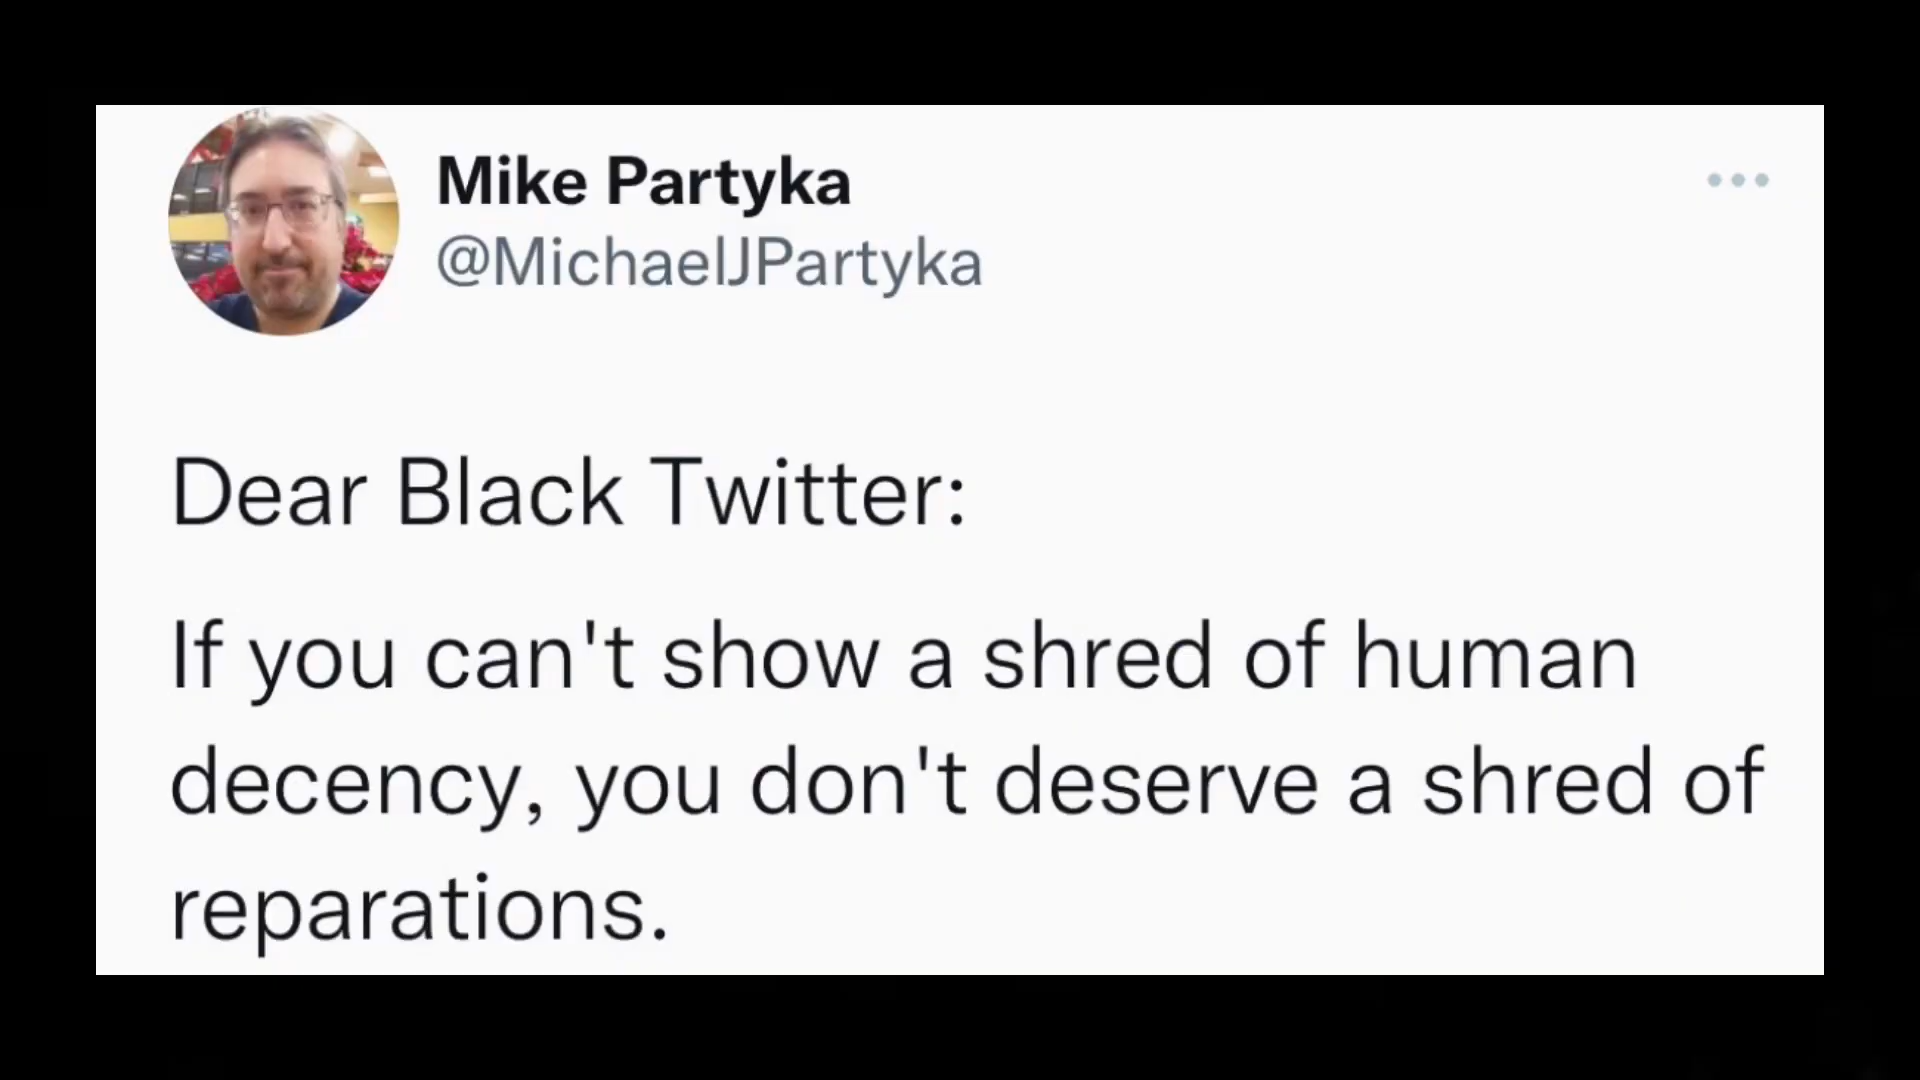 Mike Partyka
@MichaelJPartyka
Dear Black Twitter:
If you can't show a shred of human
decency, you don't deserve a shred of
reparations.